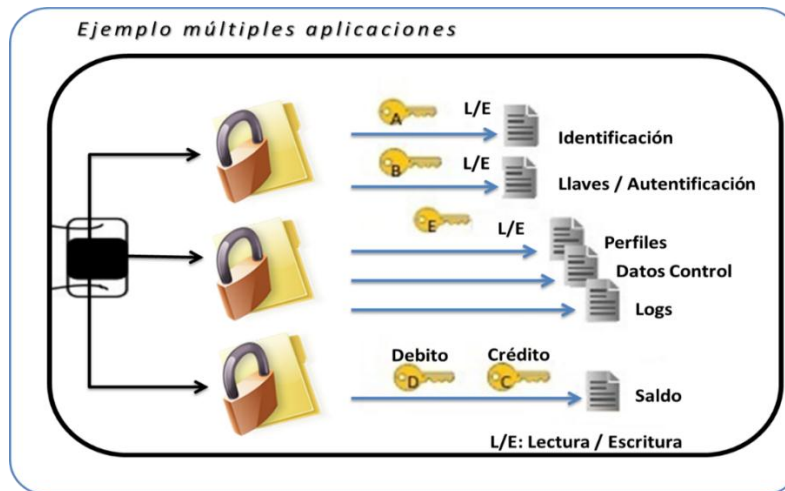 Ejemplo múltiples aplicaciones
A L/E
Identificación
B L/E
Llaves / Autentificación
E L/E
Perfiles
Datos Control
Logs
Debito Crédito
D C
Saldo
L/E: Lectura / Escritura